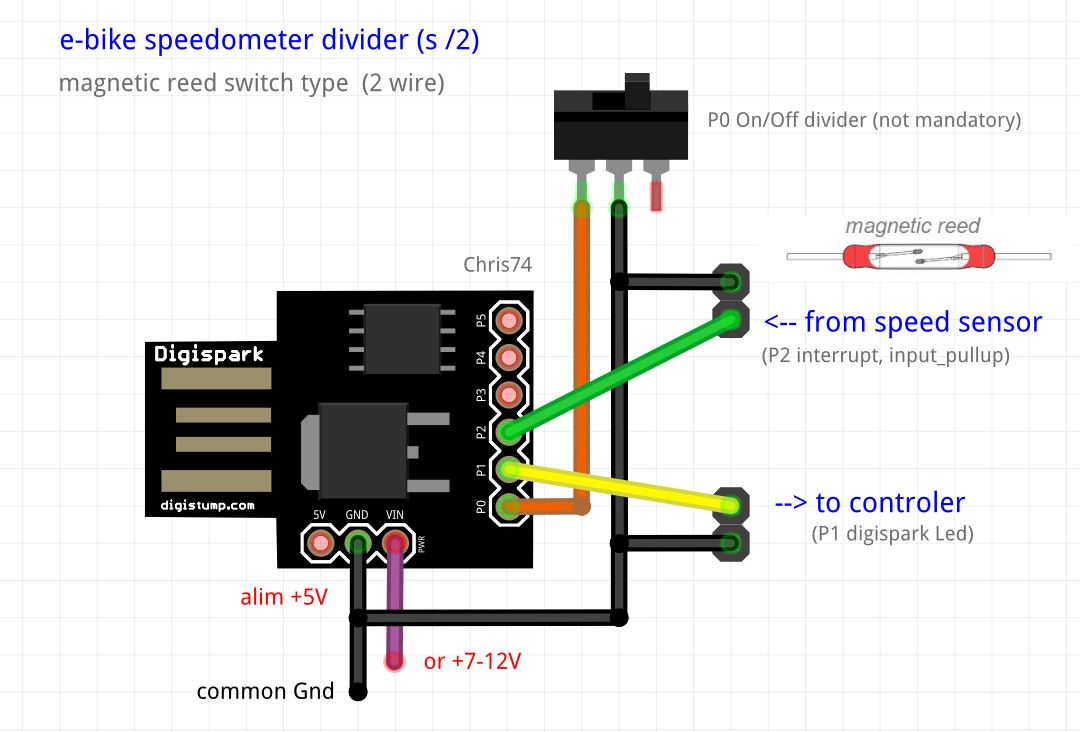 e-bike speedometer divider (s /2)
magnetic reed switch type (2 wire)
P0 On/Off divider (not mandatory)
magnetic reed
Chris74
<-- from speed sensor
(P2 interrupt, input_pullup)
Digispark
P5
P4
P3
P2
P1
P0
digistump.com
5V GND VIN
PWR
--> to controler
(P1 digispark Led)
alim +5V
or +7-12V
common Gnd